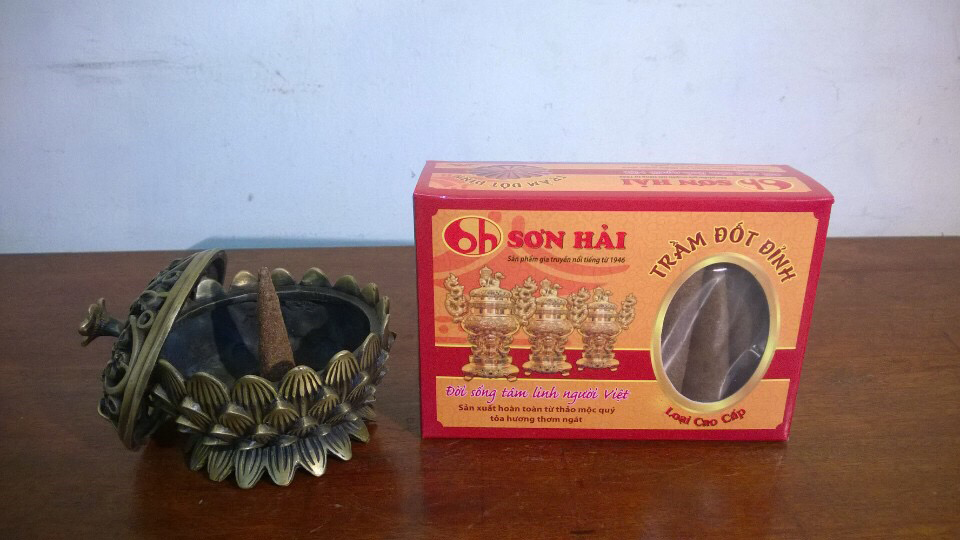 SƠN HẢI
TRẦM ĐỐT ĐỈNH
Sh SƠN HẢI
Sản phẩm gia truyền nổi tiếng từ 1946
TRẦM ĐỐT ĐỈNH
Đời sống tâm linh người Việt
Sản xuất hoàn toàn từ thảo mộc quý
tỏa hương thơm ngát
Loại Cao Cấp